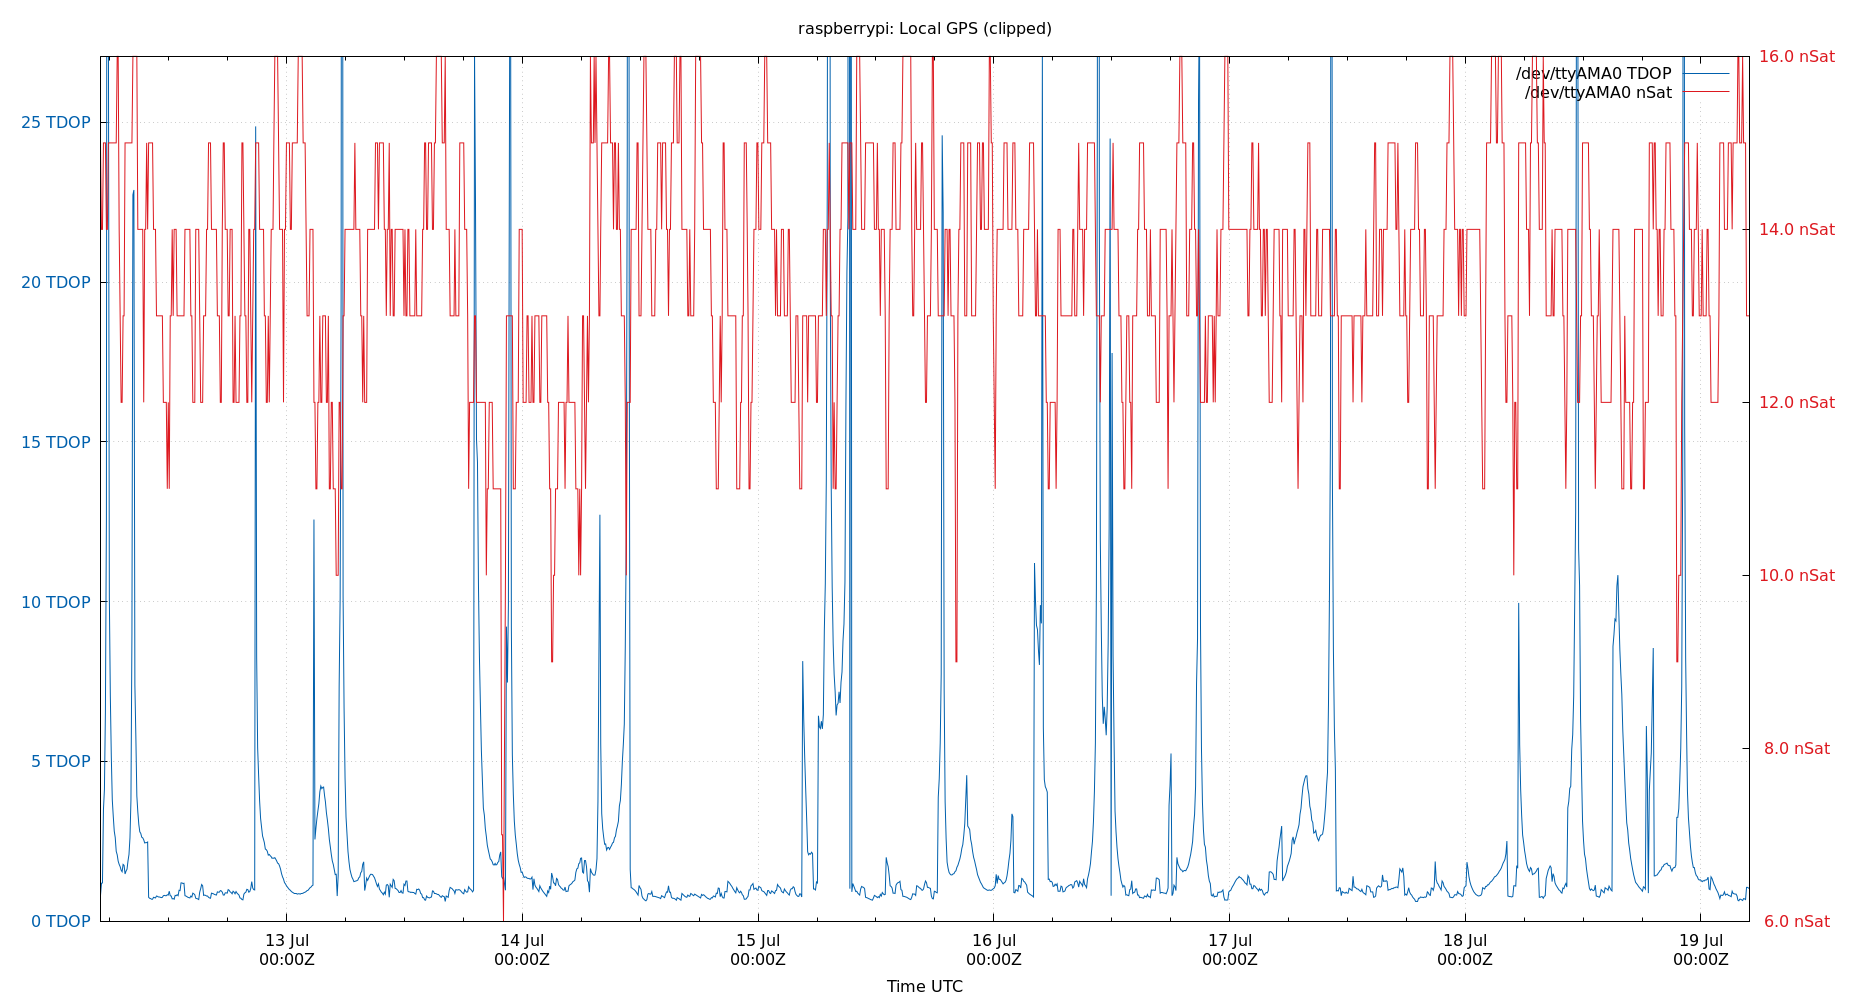 raspberrypi: Local GPS (clipped)
16.0 nSat
/dev/ttyAMA0 TDOP
/dev/ttyAMA0 nSat
25 TDOP
14.0 nSat
20 TDOP
12.0 nSat
15 TDOP
10.0 nSat
10 TDOP
8.0 nSat
5 TDOP
0 TDOP
6.0 nSat
13 Jul 14 Jul 15 Jul 16 Jul 17 Jul 18 Jul 19 Jul
00:00Z 00:00Z 00:00Z 00:00Z 00:00Z 00:00Z 00:00Z
Time UTC